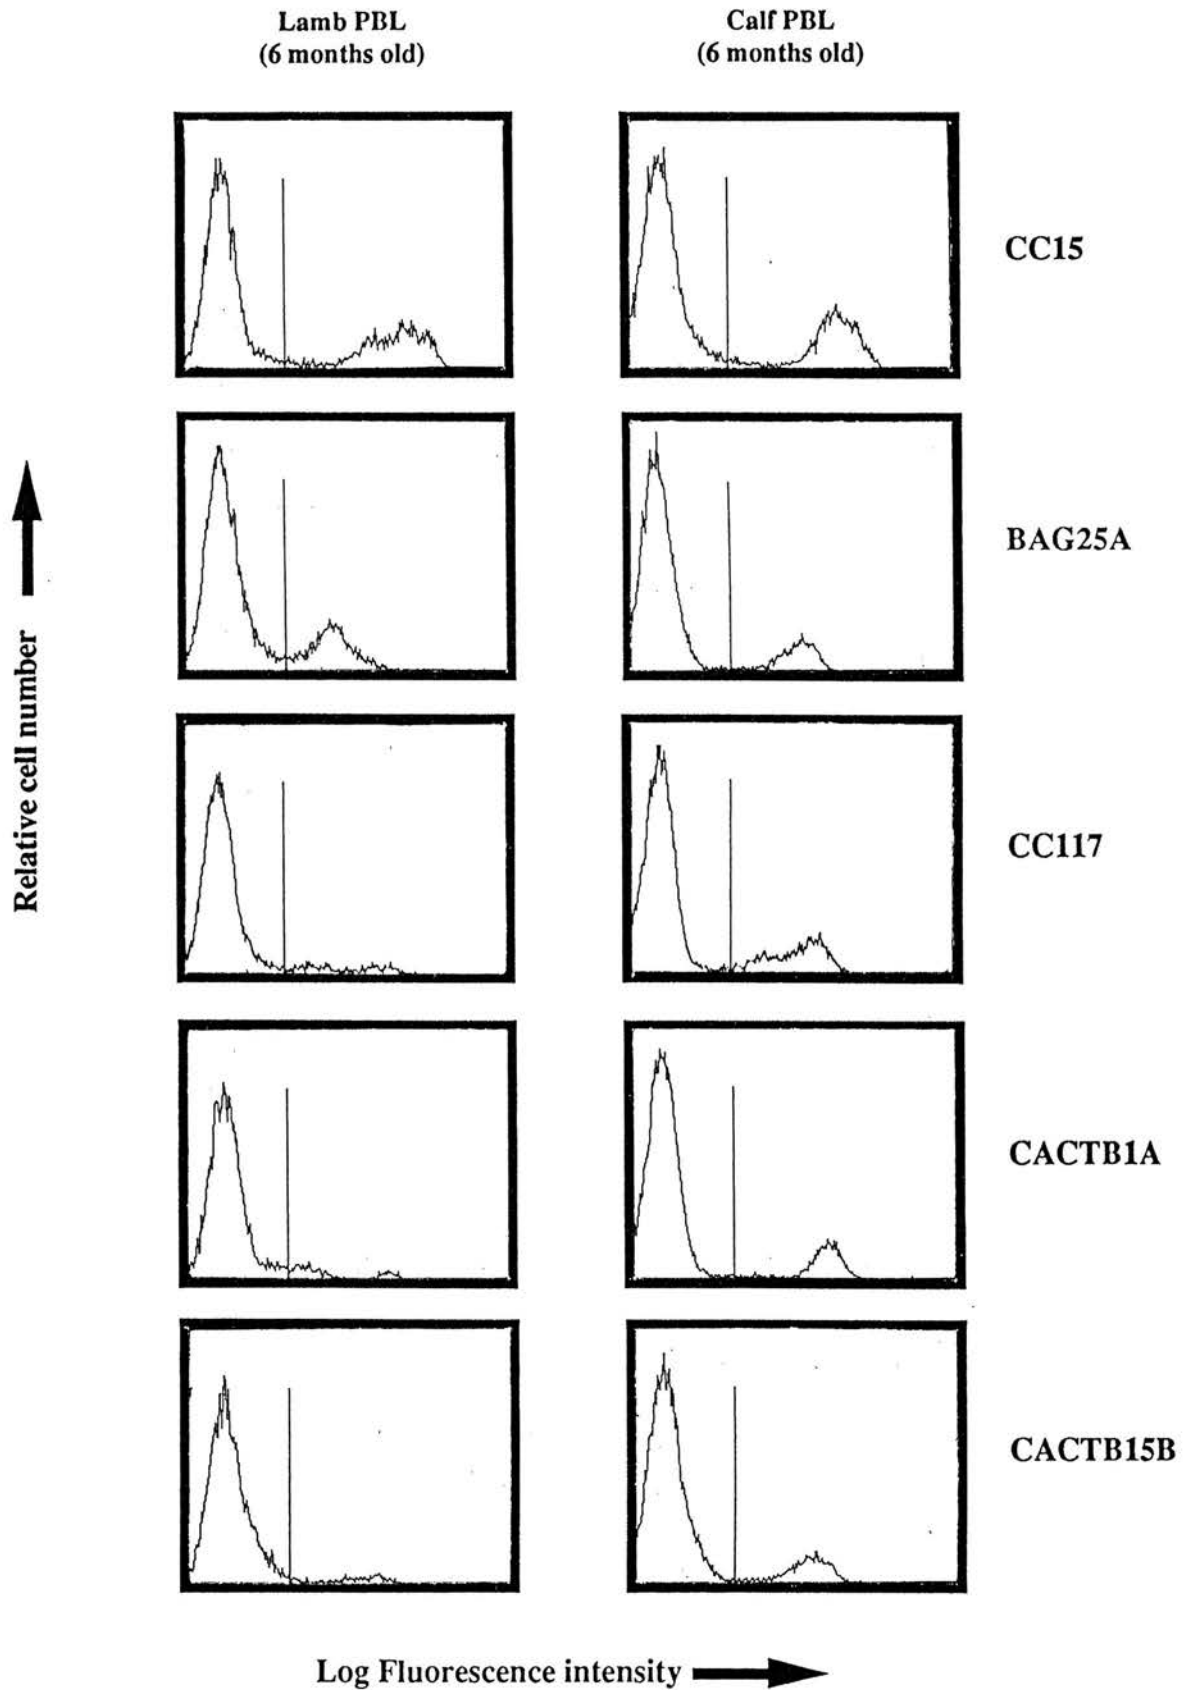 Lamb PBL
(6 months old)
Calf PBL
(6 months old)
CC15
BAG25A
CC117
CACTB1A
CACTB15B
Relative cell number
Log Fluorescence intensity